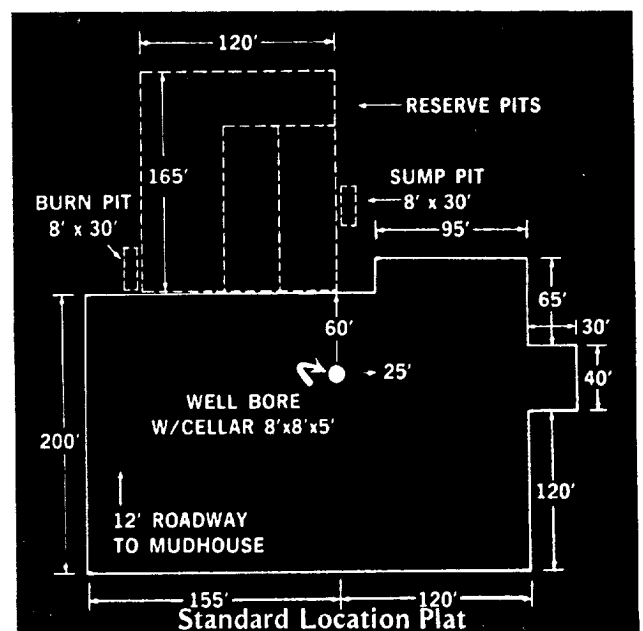 120'
RESERVE PITS
165'
SUMP PIT
8' x 30'
BURN PIT
8' x 30'
95'
65'
30'
60'
25'
40'
WELL BORE
W/CELLAR 8'x8'x5'
200'
120'
12' ROADWAY
TO MUDHOUSE
155'
120'
Standard Location Plat